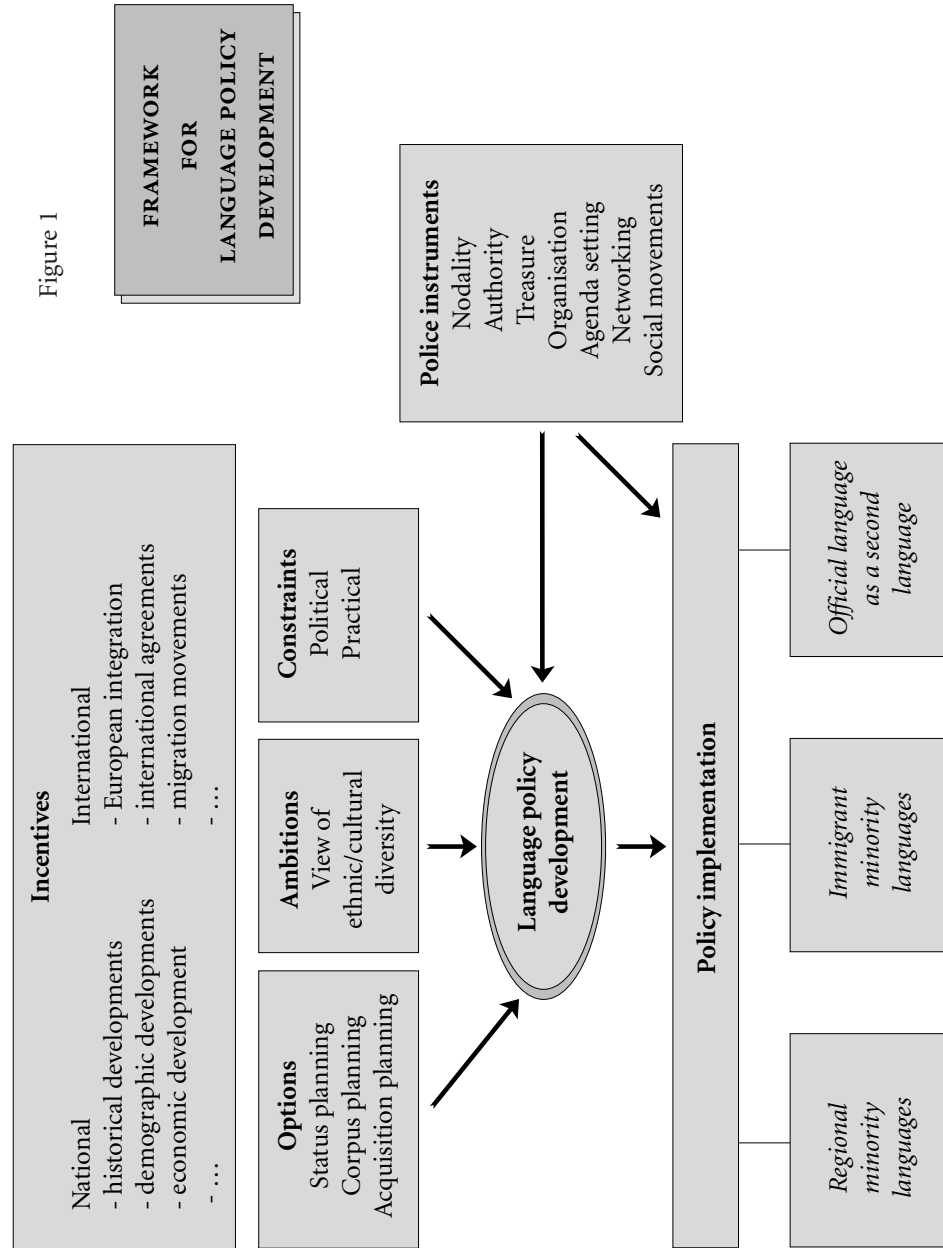 Figure 1
FRAMEWORK
FOR
LANGUAGE POLICY
DEVELOPMENT
Incentives
National
- historical developments
- demographic developments
- economic development
- …
International
- European integration
- international agreements
- migration movements
- …
Options
Status planning
Corpus planning
Acquisition planning
Ambitions
View of
ethnic/cultural
diversity
Constraints
Political
Practical
Police instruments
Nodality
Authority
Treasure
Organisation
Agenda setting
Networking
Social movements
Language policy
development
Policy implementation
Regional
minority
languages
Immigrant
minority
languages
Official language
as a second
language